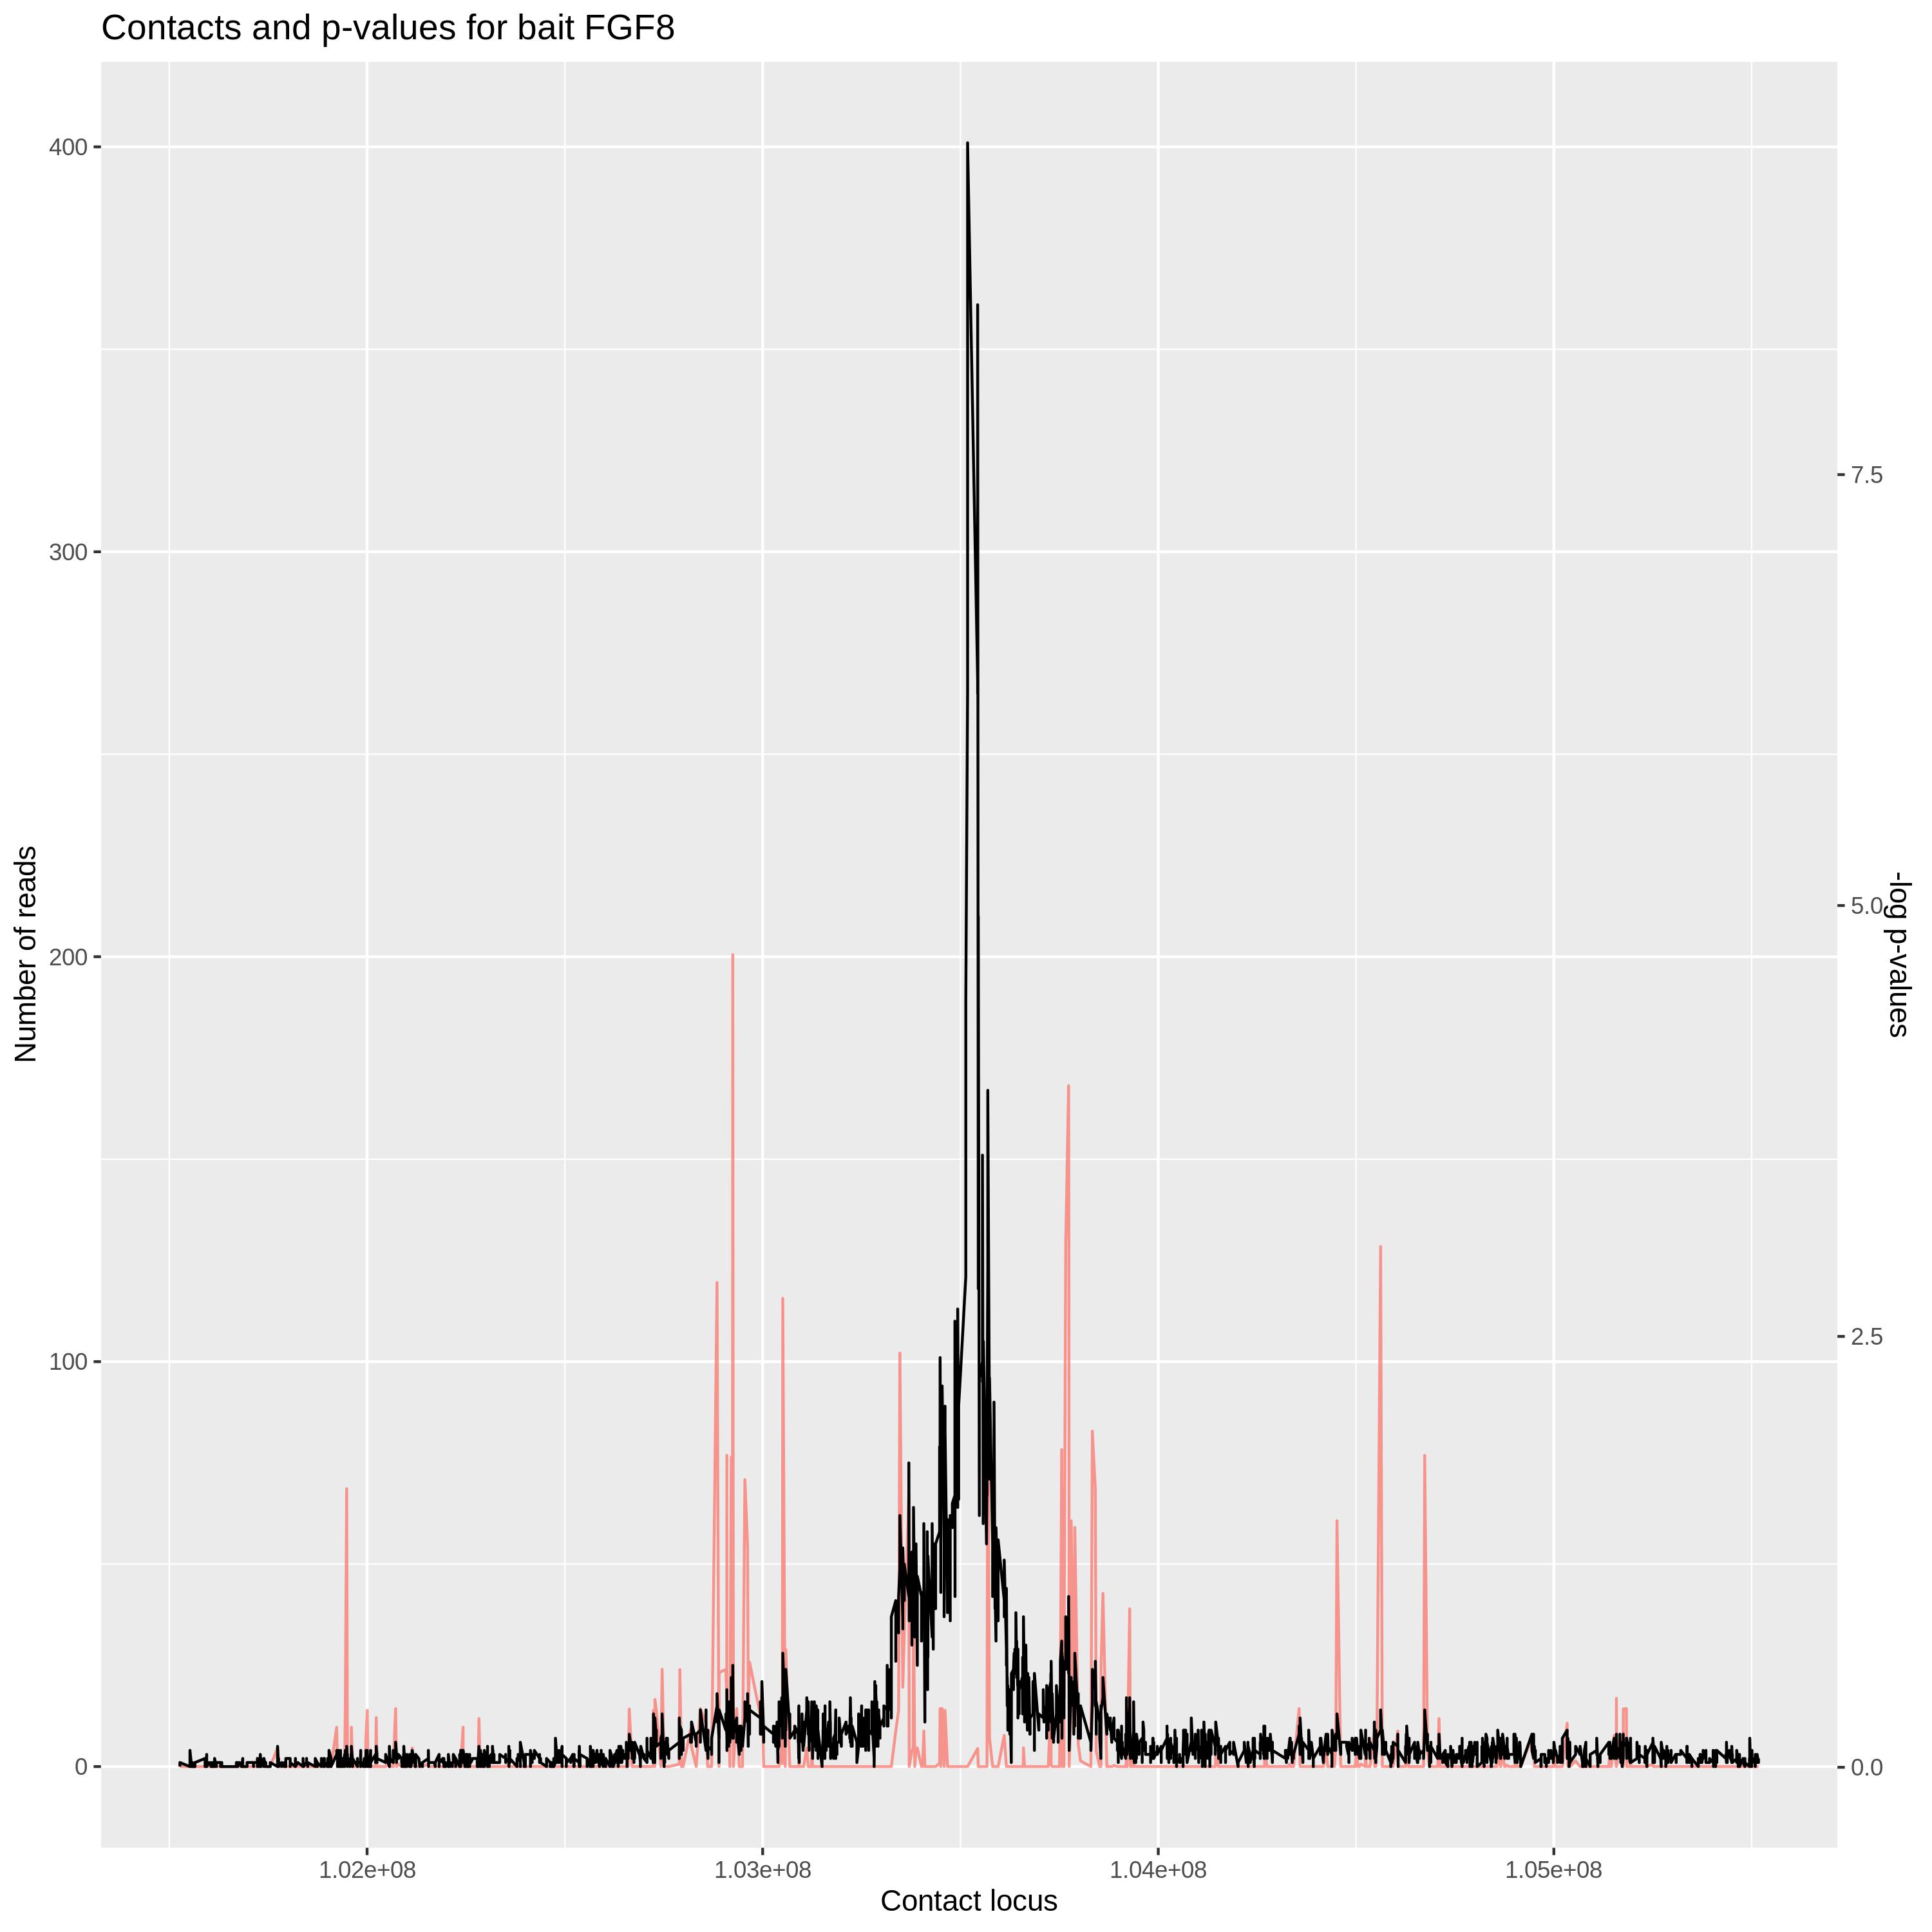 Contacts and p-values for bait FGF8
400
300
200
100
0
Number of reads
7.5
5.0
2.5
0.0
-log p-values
1.02e+08
1.03e+08
1.04e+08
1.05e+08
Contact locus